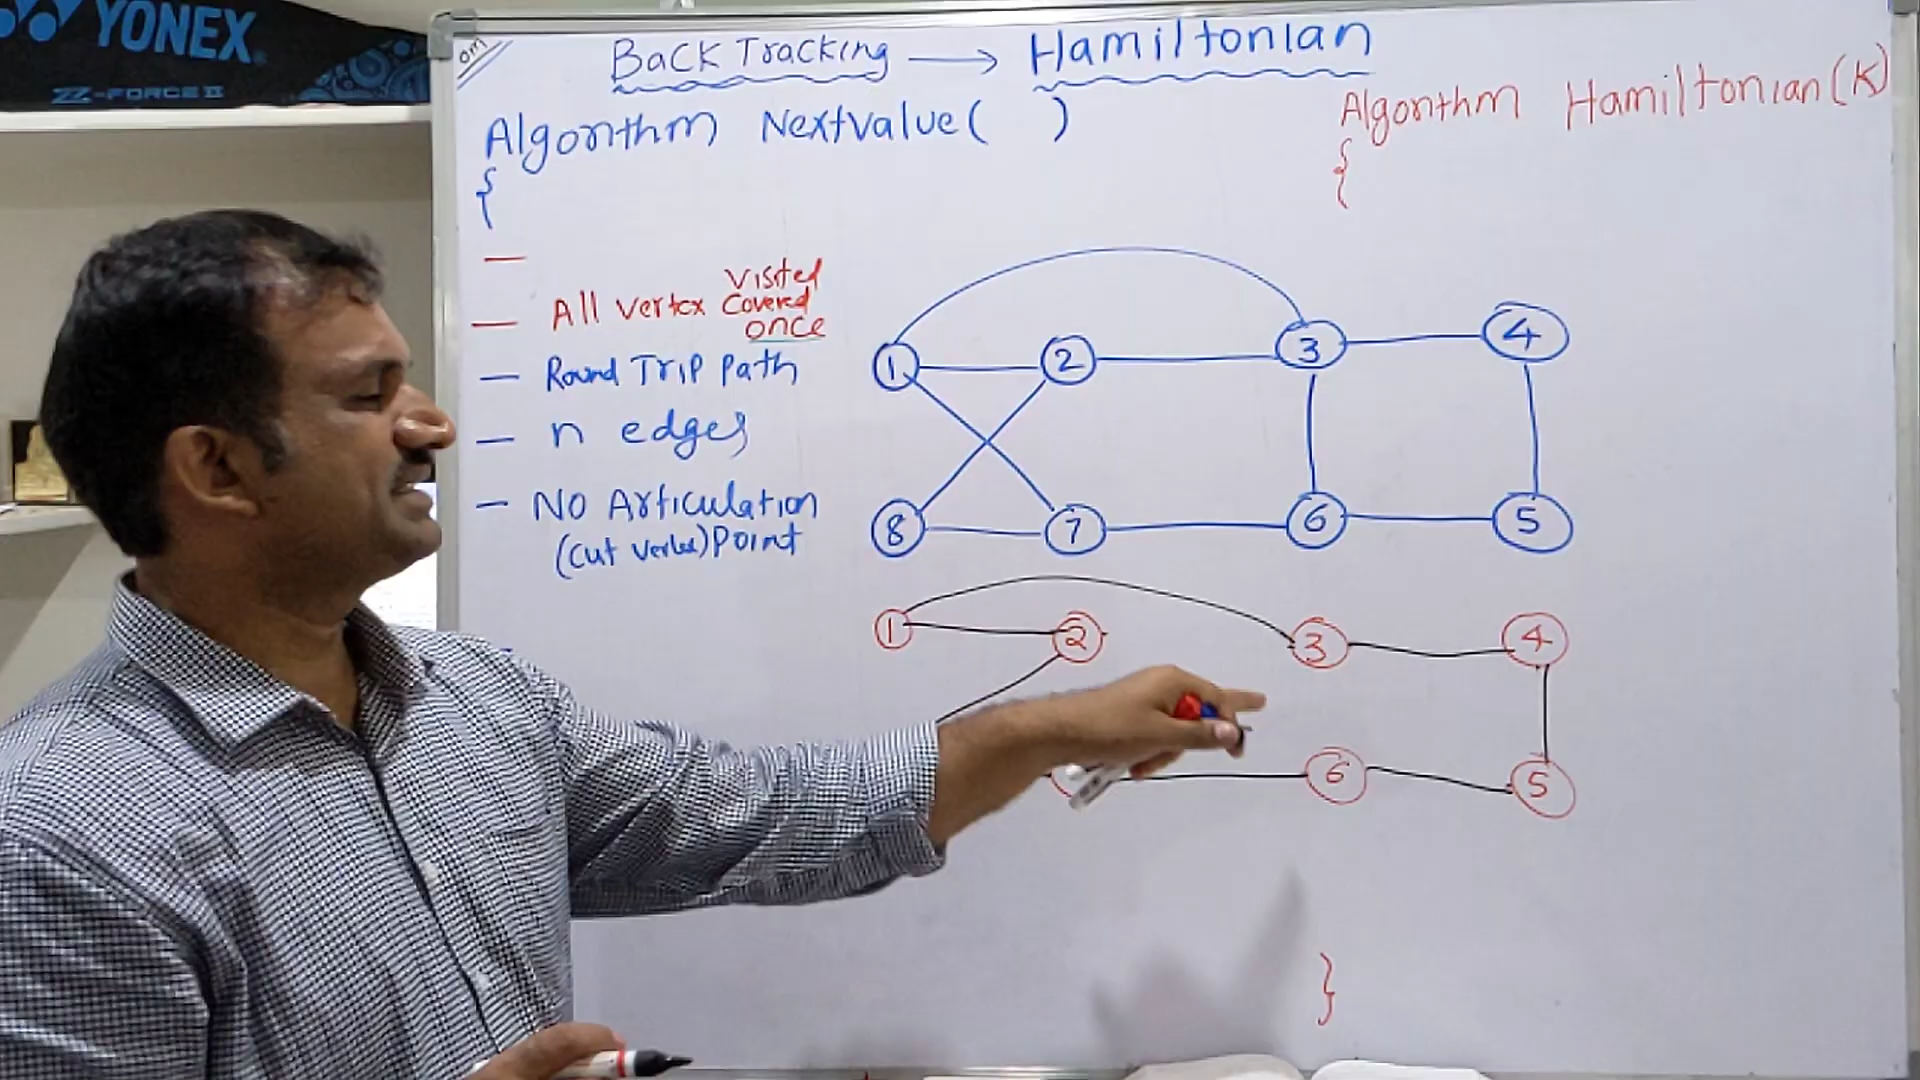 YONEX
ZZ-FORCE II
om
Back Tracking → Hamiltonian
Algorithm NextValue( )
{
Algorithm Hamiltonian(K)
{
— 
— All vertex visited
covered
once
— Round Trip Path
— n edges
— NO Articulation
(cut vertex) Point
1 2 3 4
8 7 6 5
1 2 3 4
6 5
}